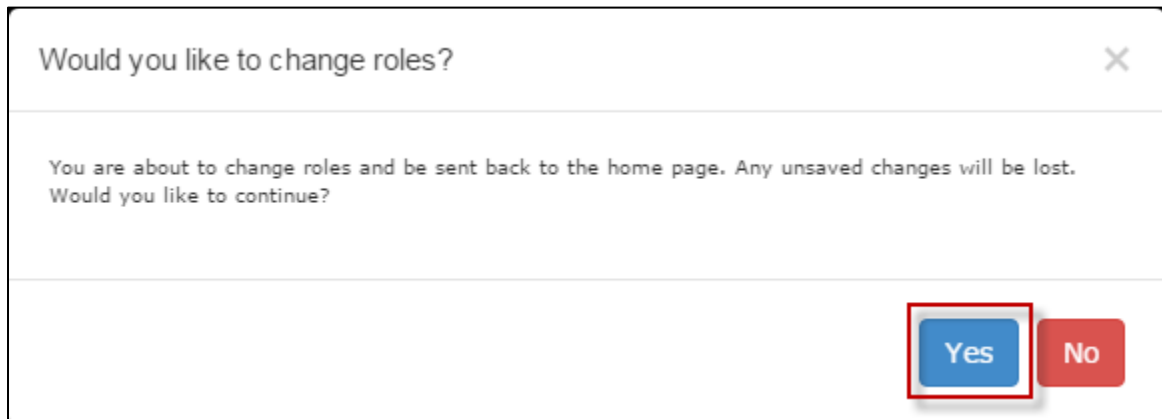 Would you like to change roles?
You are about to change roles and be sent back to the home page. Any unsaved changes will be lost.
Would you like to continue?
Yes No